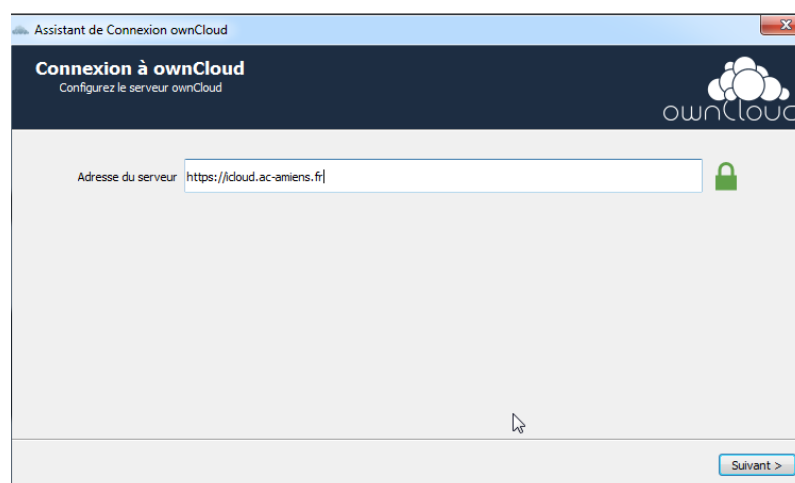 Assistant de Connexion ownCloud
Connexion à ownCloud
Configurez le serveur ownCloud
ownCloud
Adresse du serveur https://icloud.ac-amiens.fr
Suivant >